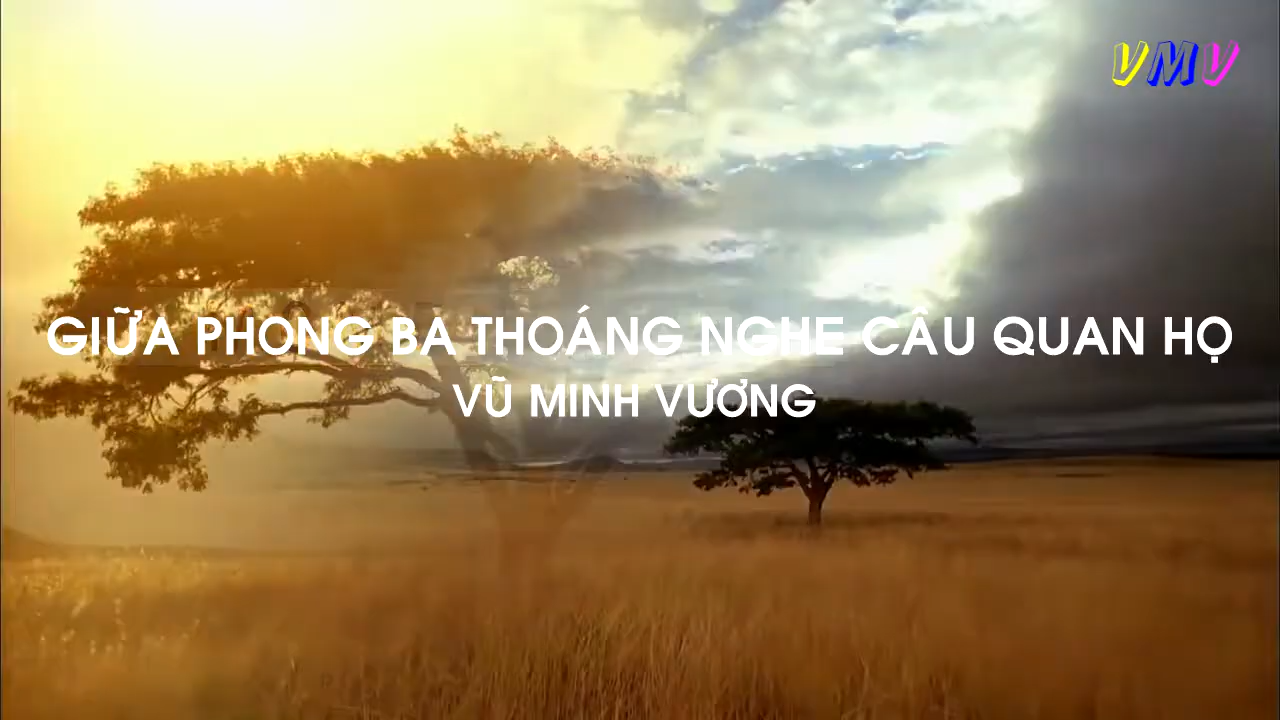 VMV
GIỮA PHONG BA THOÁNG NGHE CÂU QUAN HỌ
VŨ MINH VƯƠNG